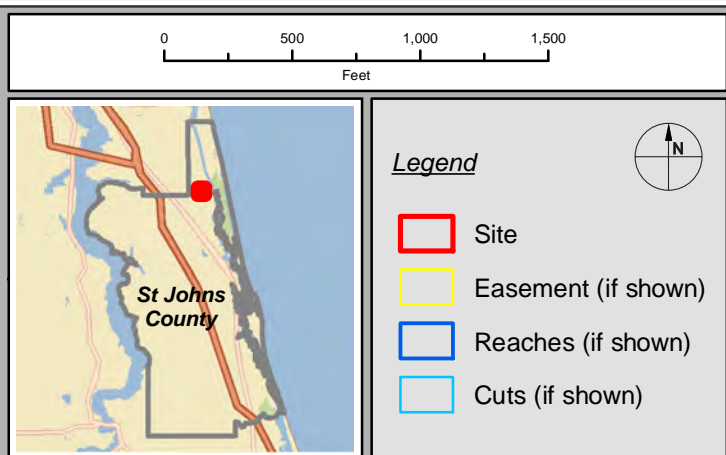 0 500 1,000 1,500
Feet
St Johns
County
Legend
N
Site
Easement (if shown)
Reaches (if shown)
Cuts (if shown)